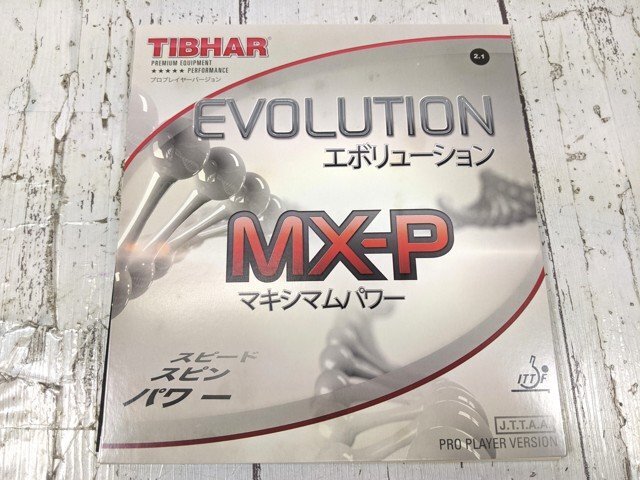 TIBHAR
PREMIUM EQUIPMENT
★★★★★ PERFORMANCE
プロプレイヤーバージョン
2.1
EVOLUTION
エボリューション
MX-P
マキシマムパワー
スピード
スピン
パワー
ITTF
J.T.T.A.A.
PRO PLAYER VERSION